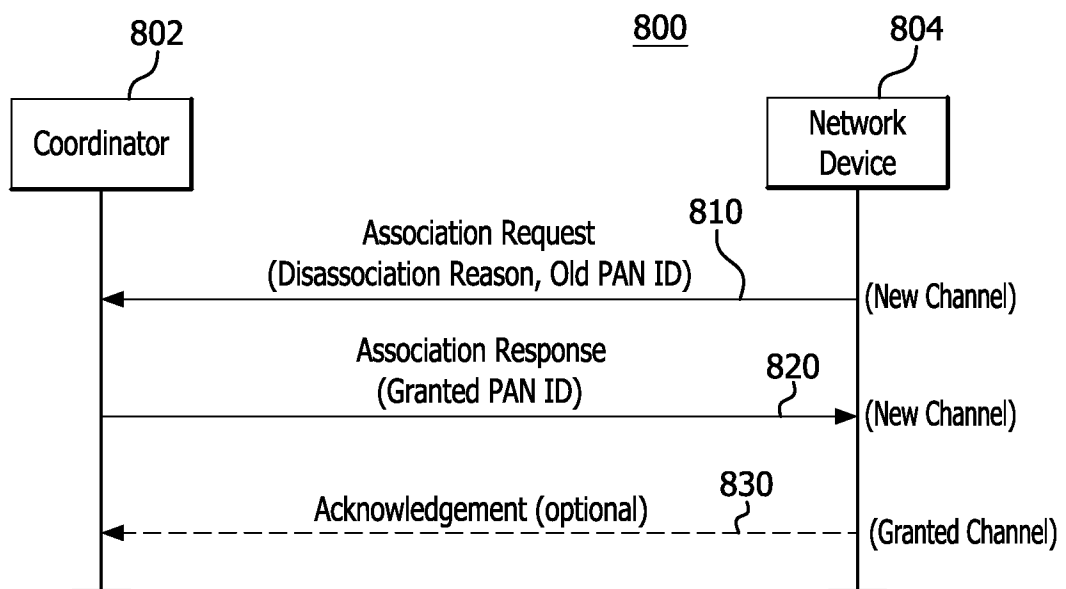 802
800
804
Coordinator
Network
Device
810
Association Request
(Disassociation Reason, Old PAN ID)
(New Channel)
Association Response
(Granted PAN ID)
820
(New Channel)
Acknowledgement (optional)
830
(Granted Channel)